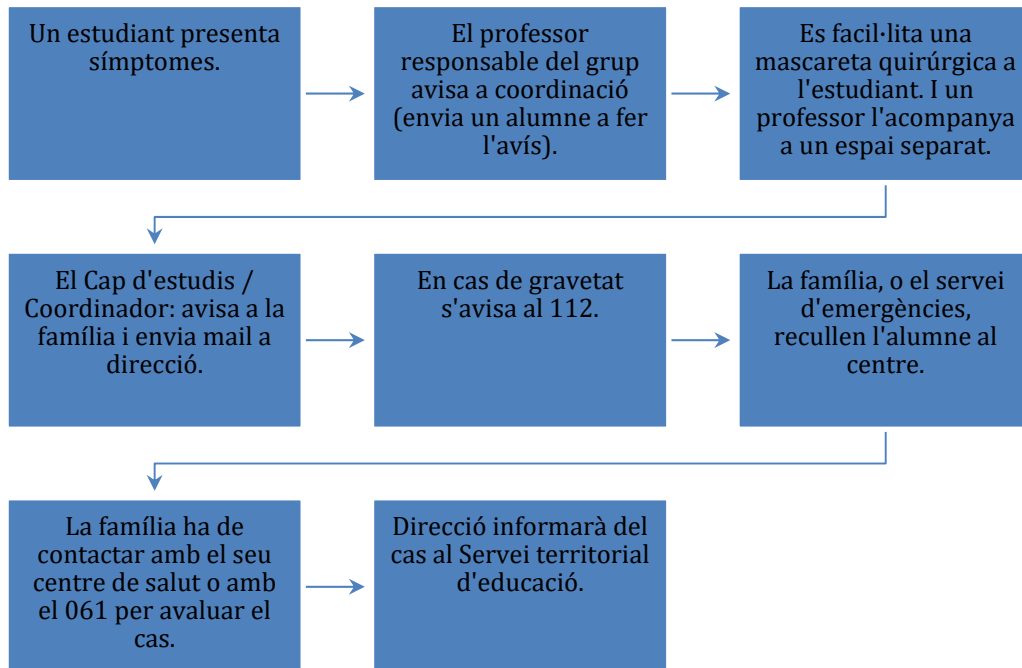 Un estudiant presenta
símptomes.
El professor
responsable del grup
avisa a coordinació
(envia un alumne a fer
l'avís).
Es facil·lita una
mascareta quirúrgica a
l'estudiant. I un
professor l'acompanya
a un espai separat.
El Cap d'estudis /
Coordinador: avisa a la
família i envia mail a
direcció.
En cas de gravetat
s'avisa al 112.
La família, o el servei
d'emergències,
recullen l'alumne al
centre.
La família ha de
contactar amb el seu
centre de salut o amb
el 061 per avaluar el
cas.
Direcció informarà del
cas al Servei territorial
d'educació.